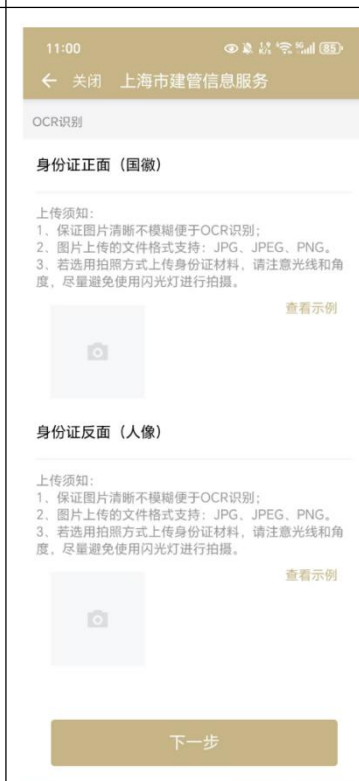 11:00
85
关闭 上海市建管信息服务
OCR识别
身份证正面（国徽）
上传须知：
1、保证图片清晰不模糊便于OCR识别；
2、图片上传的文件格式支持：JPG、JPEG、PNG。
3、若选用拍照方式上传身份证材料，请注意光线和角
度，尽量避免使用闪光灯进行拍摄。
查看示例
身份证反面（人像）
上传须知：
1、保证图片清晰不模糊便于OCR识别；
2、图片上传的文件格式支持：JPG、JPEG、PNG。
3、若选用拍照方式上传身份证材料，请注意光线和角
度，尽量避免使用闪光灯进行拍摄。
查看示例
下一步